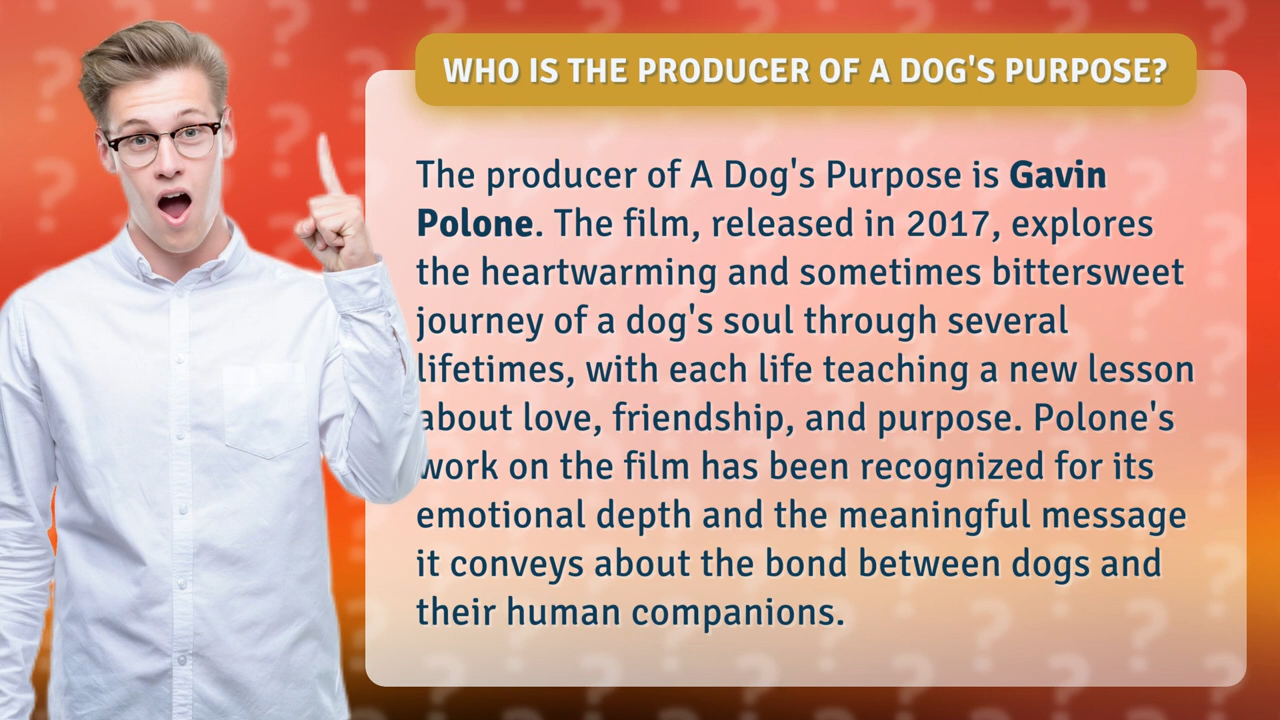 WHO IS THE PRODUCER OF A DOG'S PURPOSE?
The producer of A Dog's Purpose is Gavin
Polone. The film, released in 2017, explores
the heartwarming and sometimes bittersweet
journey of a dog's soul through several
lifetimes, with each life teaching a new lesson
about love, friendship, and purpose. Polone's
work on the film has been recognized for its
emotional depth and the meaningful message
it conveys about the bond between dogs and
their human companions.